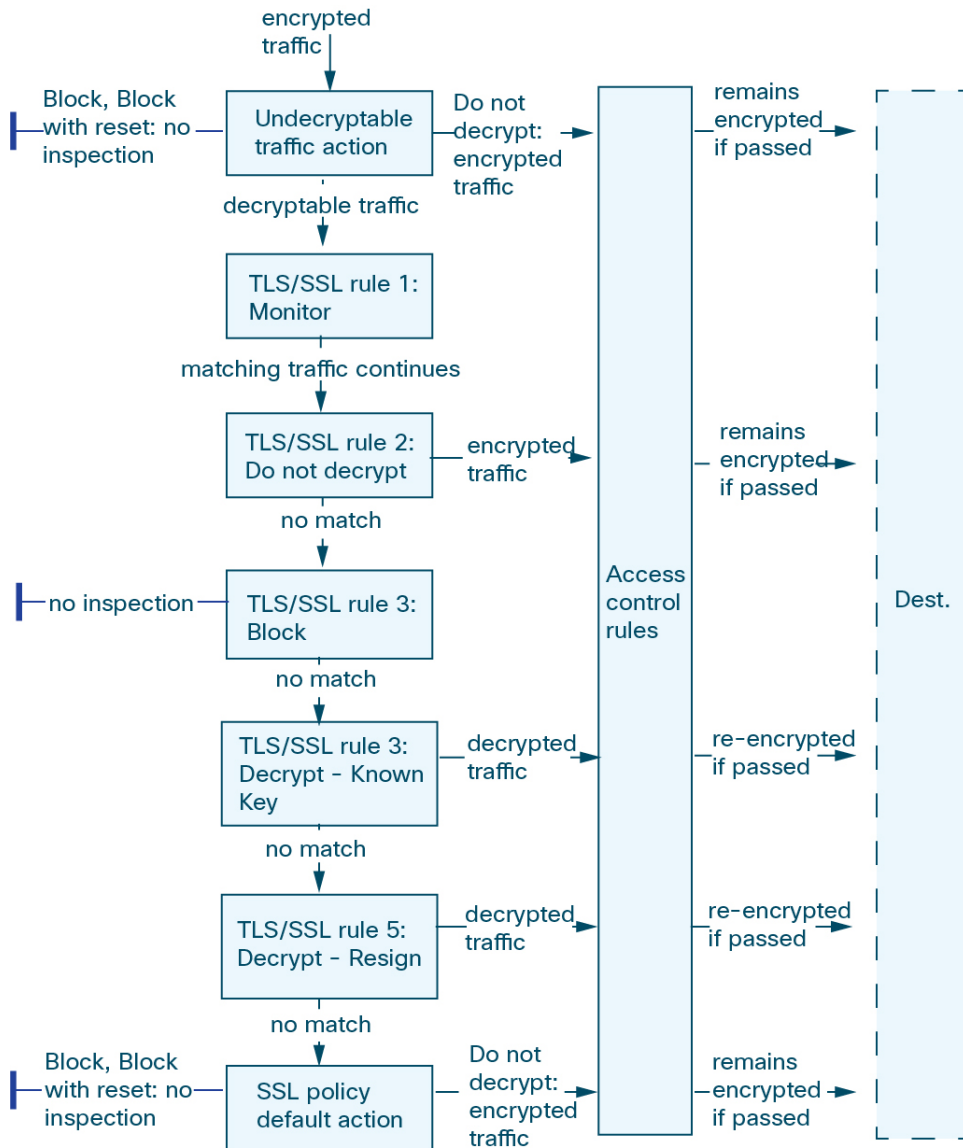 encrypted
traffic
Block, Block
with reset: no
inspection
Undecryptable
traffic action
Do not
decrypt:
encrypted
traffic
remains
encrypted
if passed
decryptable traffic
TLS/SSL rule 1:
Monitor
matching traffic continues
TLS/SSL rule 2:
Do not decrypt
encrypted
traffic
remains
encrypted
if passed
no match
no inspection
TLS/SSL rule 3:
Block
Access
control
rules
Dest.
no match
TLS/SSL rule 3:
Decrypt - Known
Key
decrypted
traffic
re-encrypted
if passed
no match
TLS/SSL rule 5:
Decrypt - Resign
decrypted
traffic
re-encrypted
if passed
no match
Block, Block
with reset: no
inspection
SSL policy
default action
Do not
decrypt:
encrypted
traffic
remains
encrypted
if passed